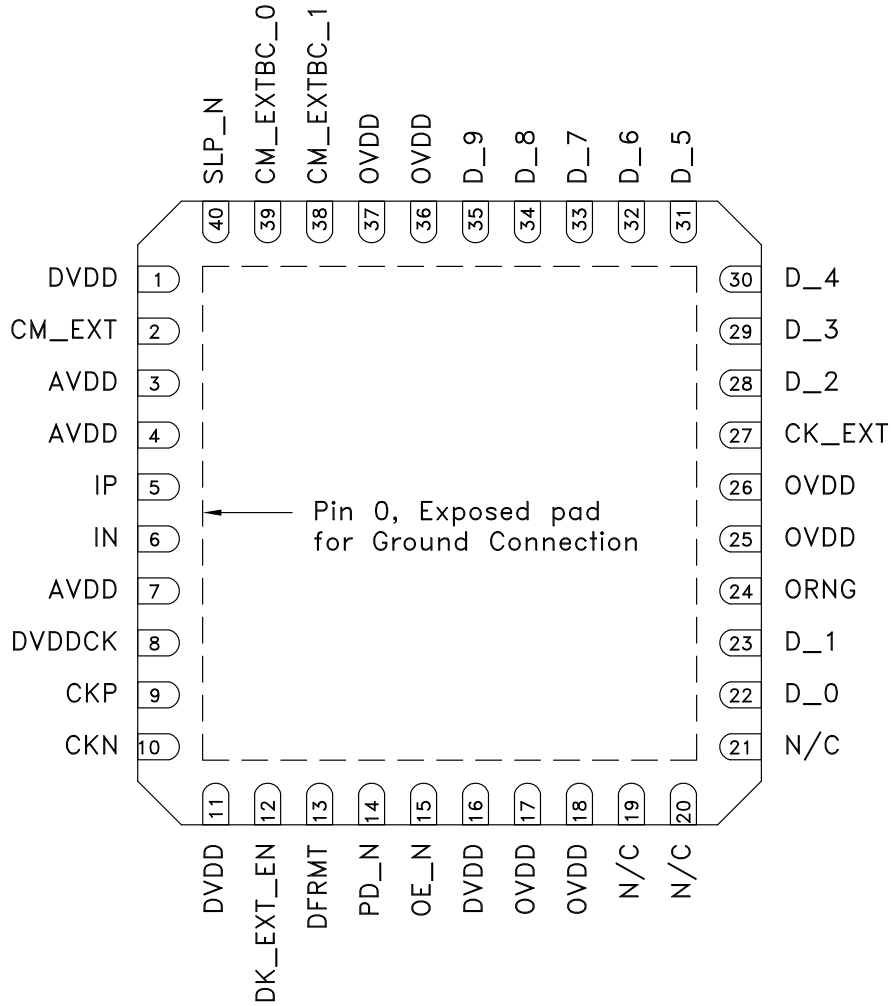 SLP_N
CM_EXTBC_0
CM_EXTBC_1
OVDD
OVDD
D_9
D_8
D_7
D_6
D_5
40
39
38
37
36
35
34
33
32
31
DVDD 1
CM_EXT 2
AVDD 3
AVDD 4
IP 5
IN 6
AVDD 7
DVDDCK 8
CKP 9
CKN 10
Pin 0, Exposed pad
for Ground Connection
30 D_4
29 D_3
28 D_2
27 CK_EXT
26 OVDD
25 OVDD
24 ORNG
23 D_1
22 D_0
21 N/C
11
12
13
14
15
16
17
18
19
20
DVDD
DK_EXT_EN
DFRMT
PD_N
OE_N
DVDD
OVDD
OVDD
N/C
N/C